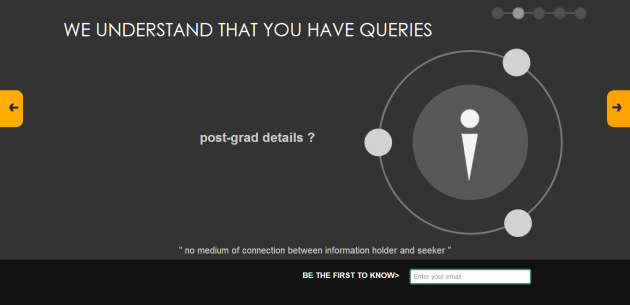 WE UNDERSTAND THAT YOU HAVE QUERIES
post-grad details ?
" no medium of connection between information holder and seeker "
BE THE FIRST TO KNOW> Enter your email